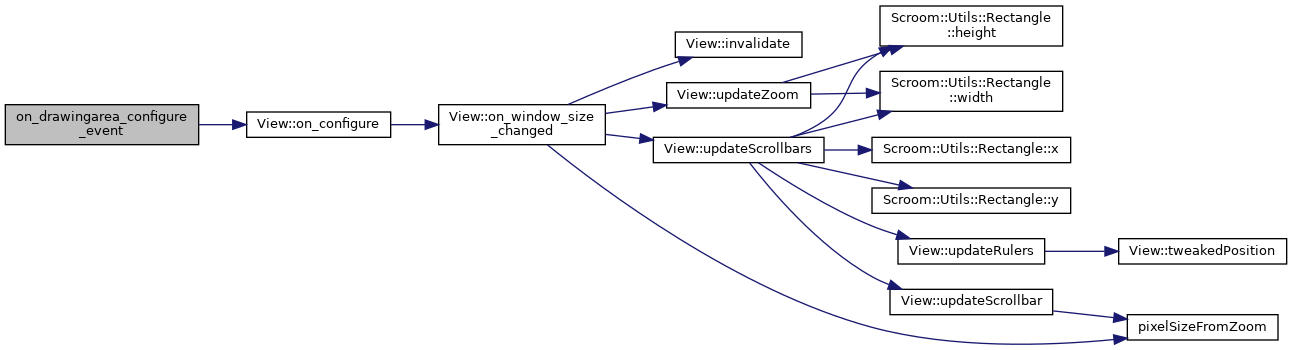 on_drawingarea_configure
_event
View::on_configure
View::on_window_size
_changed
View::invalidate
View::updateZoom
View::updateScrollbars
Scroom::Utils::Rectangle
::height
Scroom::Utils::Rectangle
::width
Scroom::Utils::Rectangle::x
Scroom::Utils::Rectangle::y
View::updateRulers
View::updateScrollbar
View::tweakedPosition
pixelSizeFromZoom